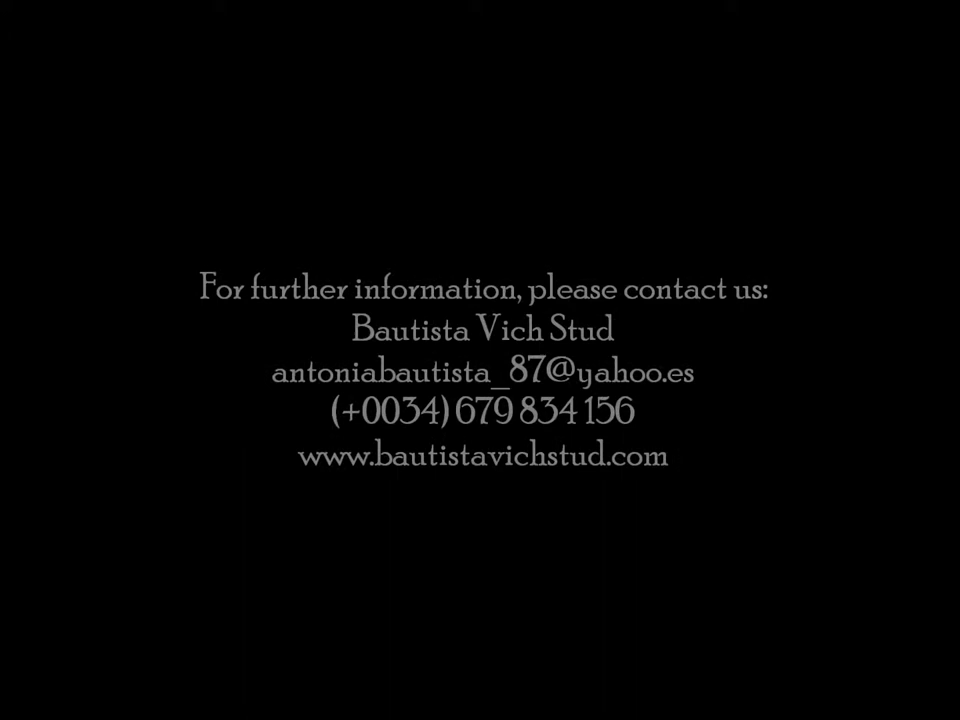 For further information, please contact us:
Bautista Vich Stud
antoniabautista_87@yahoo.es
(+0034) 679 834 156
www.bautistavichstud.com